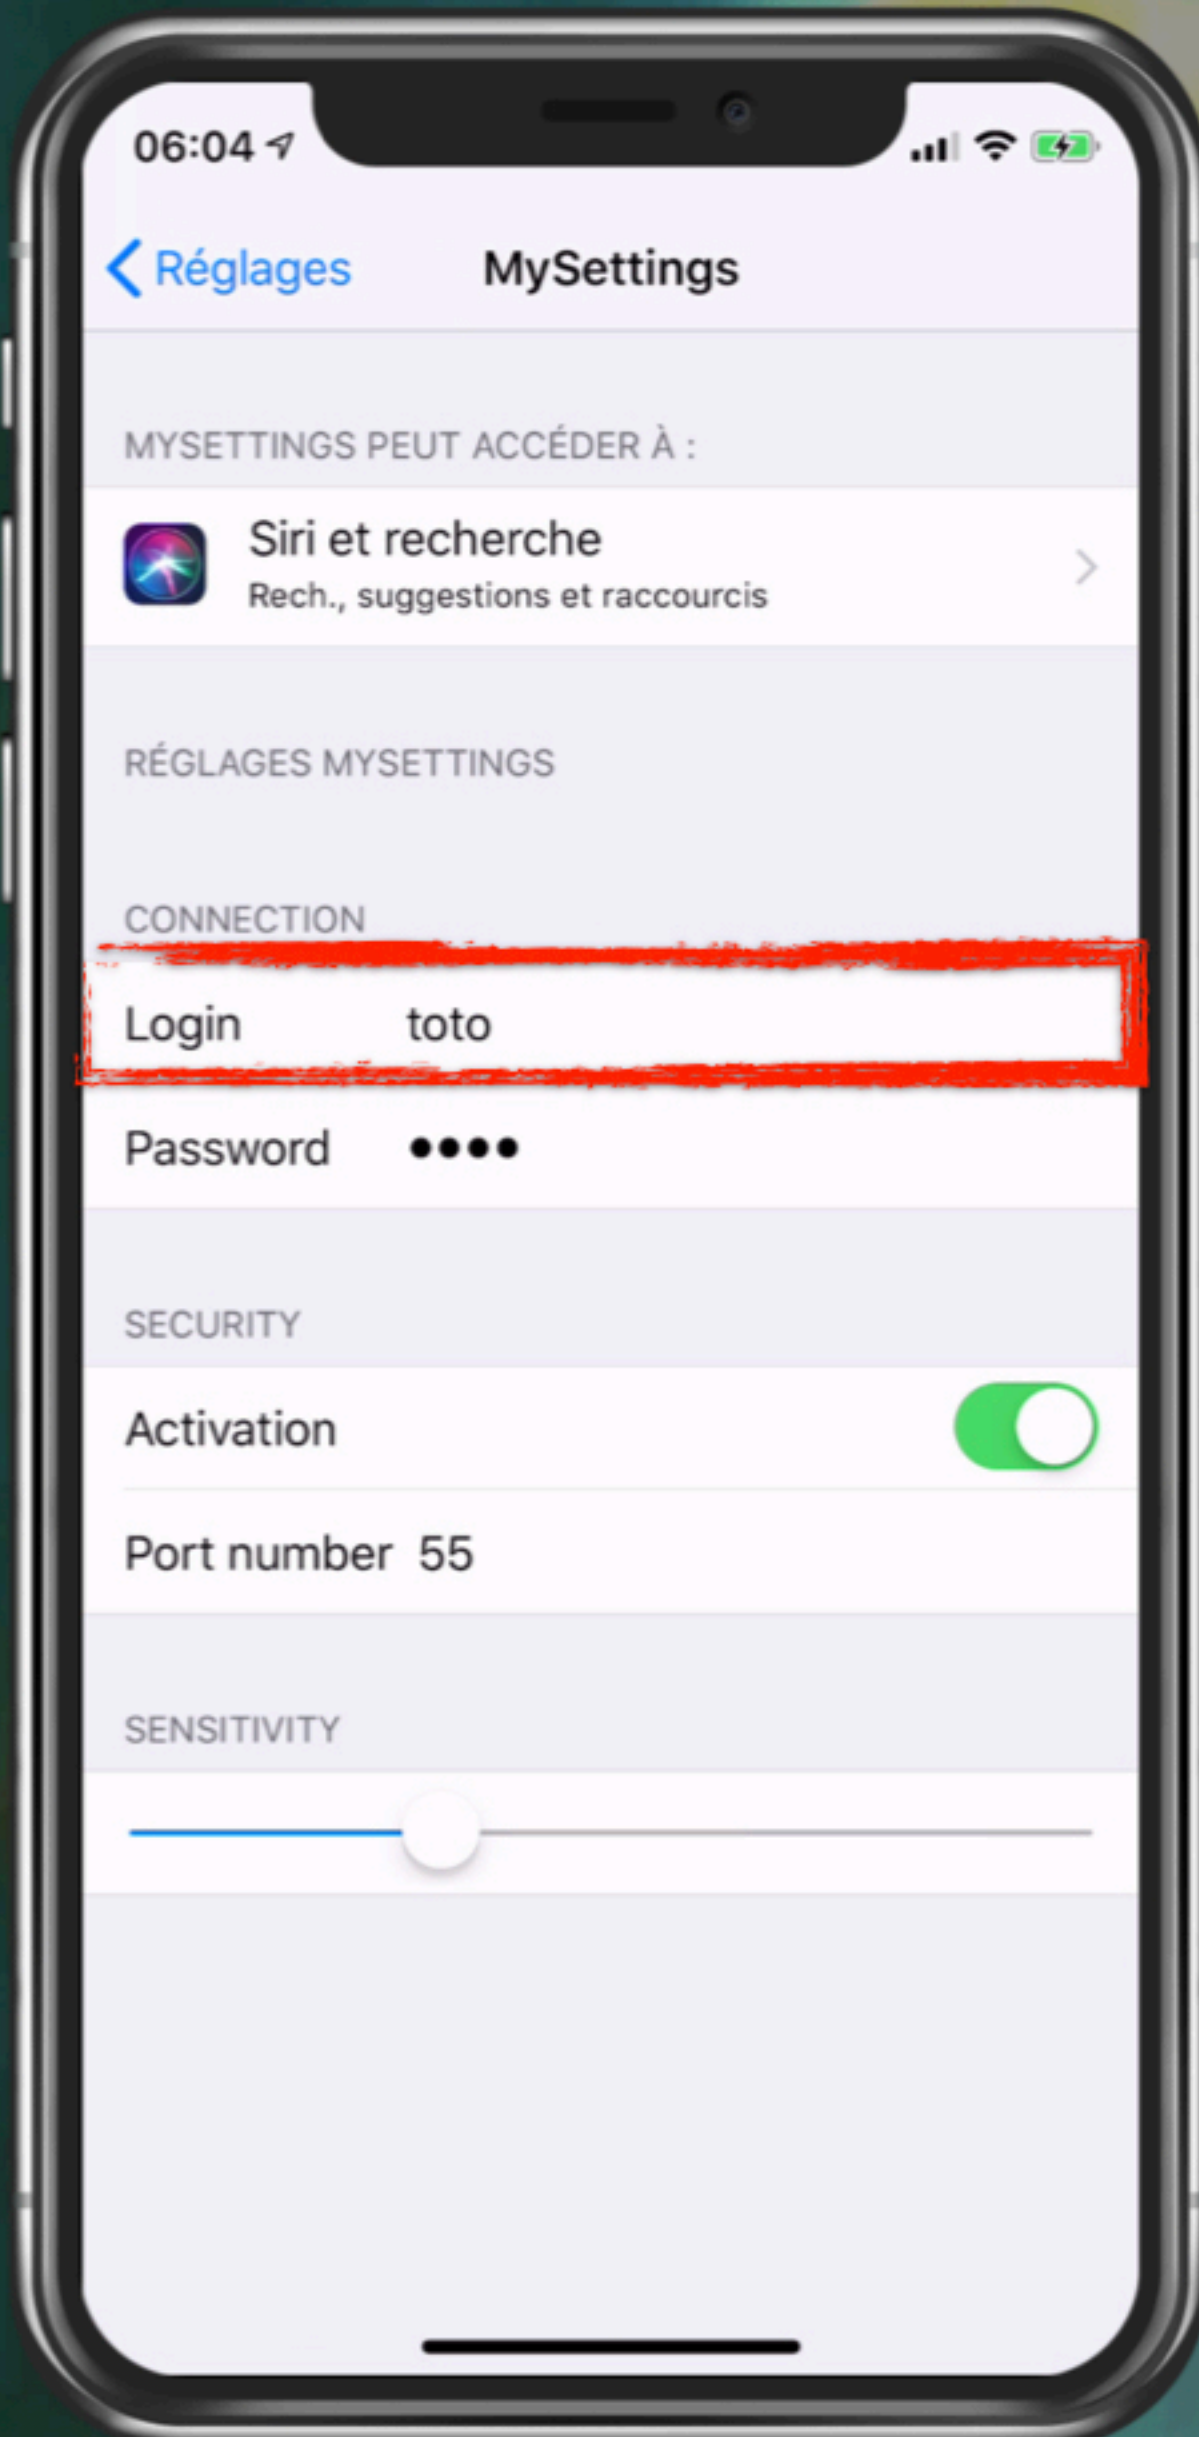 06:04
Réglages
MySettings
MYSETTINGS PEUT ACCÉDER À :
Siri et recherche
Rech., suggestions et raccourcis
RÉGLAGES MYSETTINGS
CONNECTION
Login toto
Password ••••
SECURITY
Activation
Port number 55
SENSITIVITY